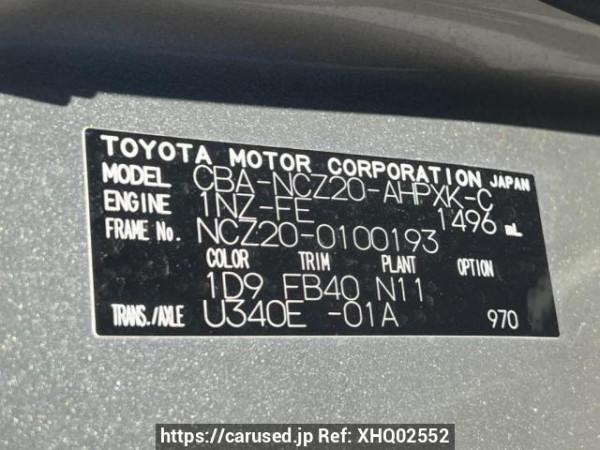 TOYOTA MOTOR CORPORATION JAPAN
MODEL CBA-NCZ20-AHPXK-C
ENGINE 1NZ-FE 1496 mL
FRAME No. NCZ20-0100193
COLOR TRIM PLANT OPTION
1D9 FB40 N11
TRANS./AXLE U340E -01A 970
https://carused.jp Ref: XHQ02552